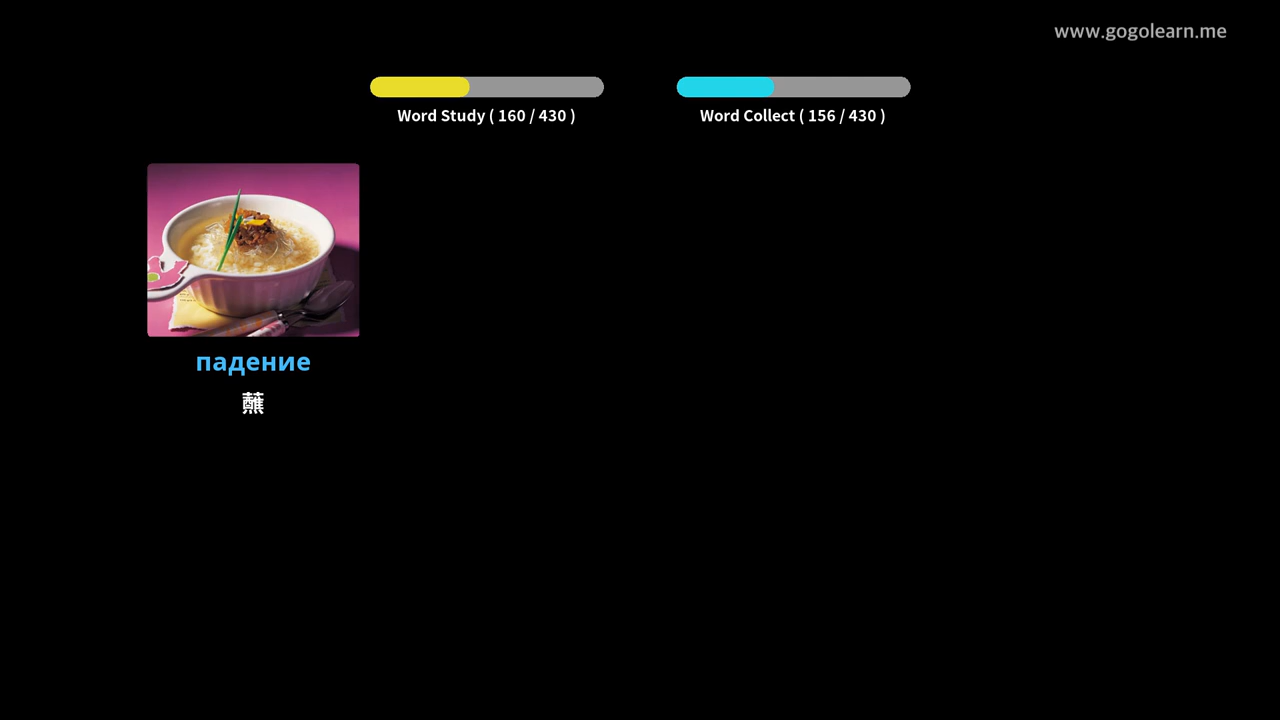 www.gogolearn.me
Word Study ( 160 / 430 )
Word Collect ( 156 / 430 )
падение
蘸